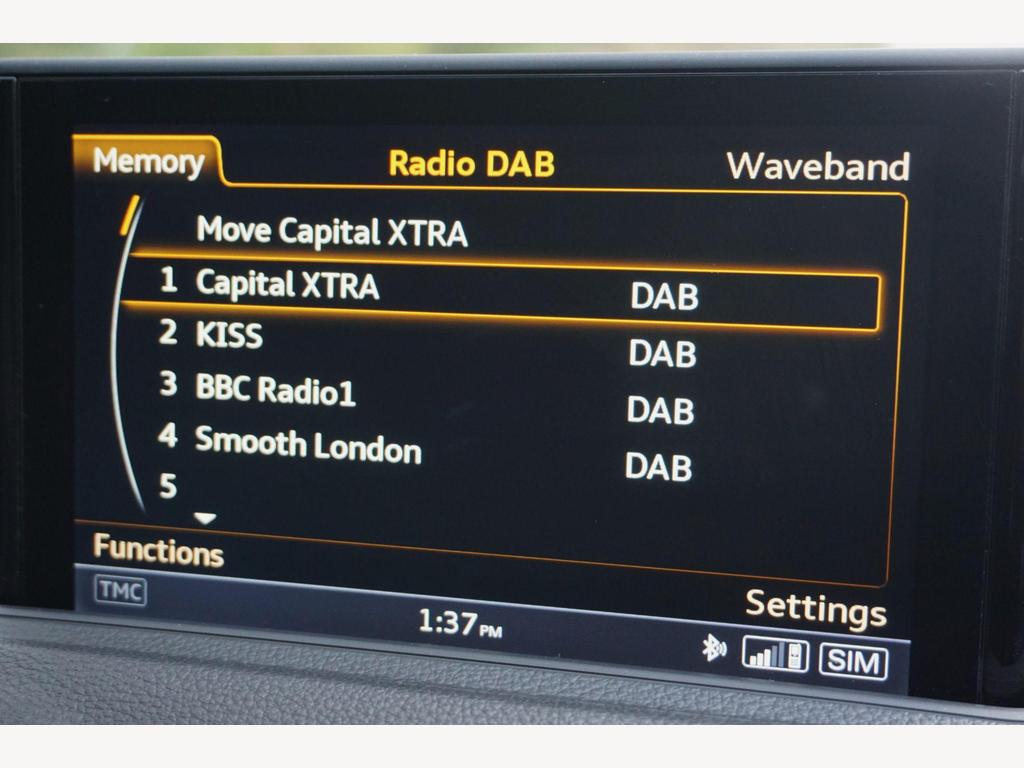 Memory Radio DAB Waveband
Move Capital XTRA
1 Capital XTRA DAB
2 KISS DAB
3 BBC Radio1 DAB
4 Smooth London DAB
5
Functions
Settings
TMC 1:37 PM SIM